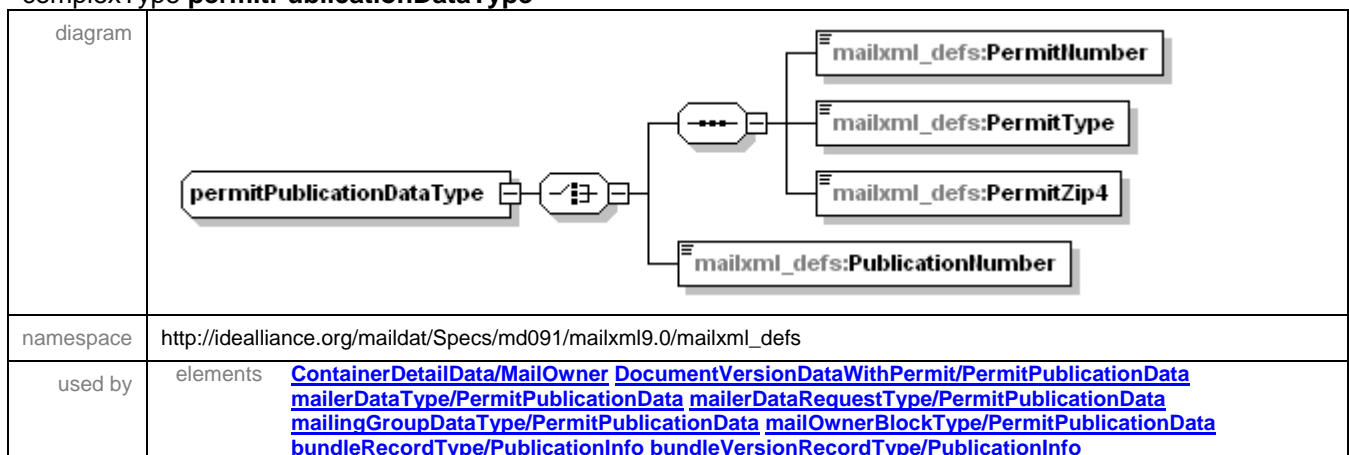 complexType permitPublicationDataType
diagram
mailxml_defs:PermitNumber
mailxml_defs:PermitType
permitPublicationDataType
mailxml_defs:PermitZip4
mailxml_defs:PublicationNumber
namespace http://idealliance.org/maildat/Specs/md091/mailxml9.0/mailxml_defs
used by elements ContainerDetailData/MailOwner DocumentVersionDataWithPermit/PermitPublicationData
mailerDataType/PermitPublicationData mailerDataRequestType/PermitPublicationData
mailingGroupDataType/PermitPublicationData mailOwnerBlockType/PermitPublicationData
bundleRecordType/PublicationInfo bundleVersionRecordType/PublicationInfo